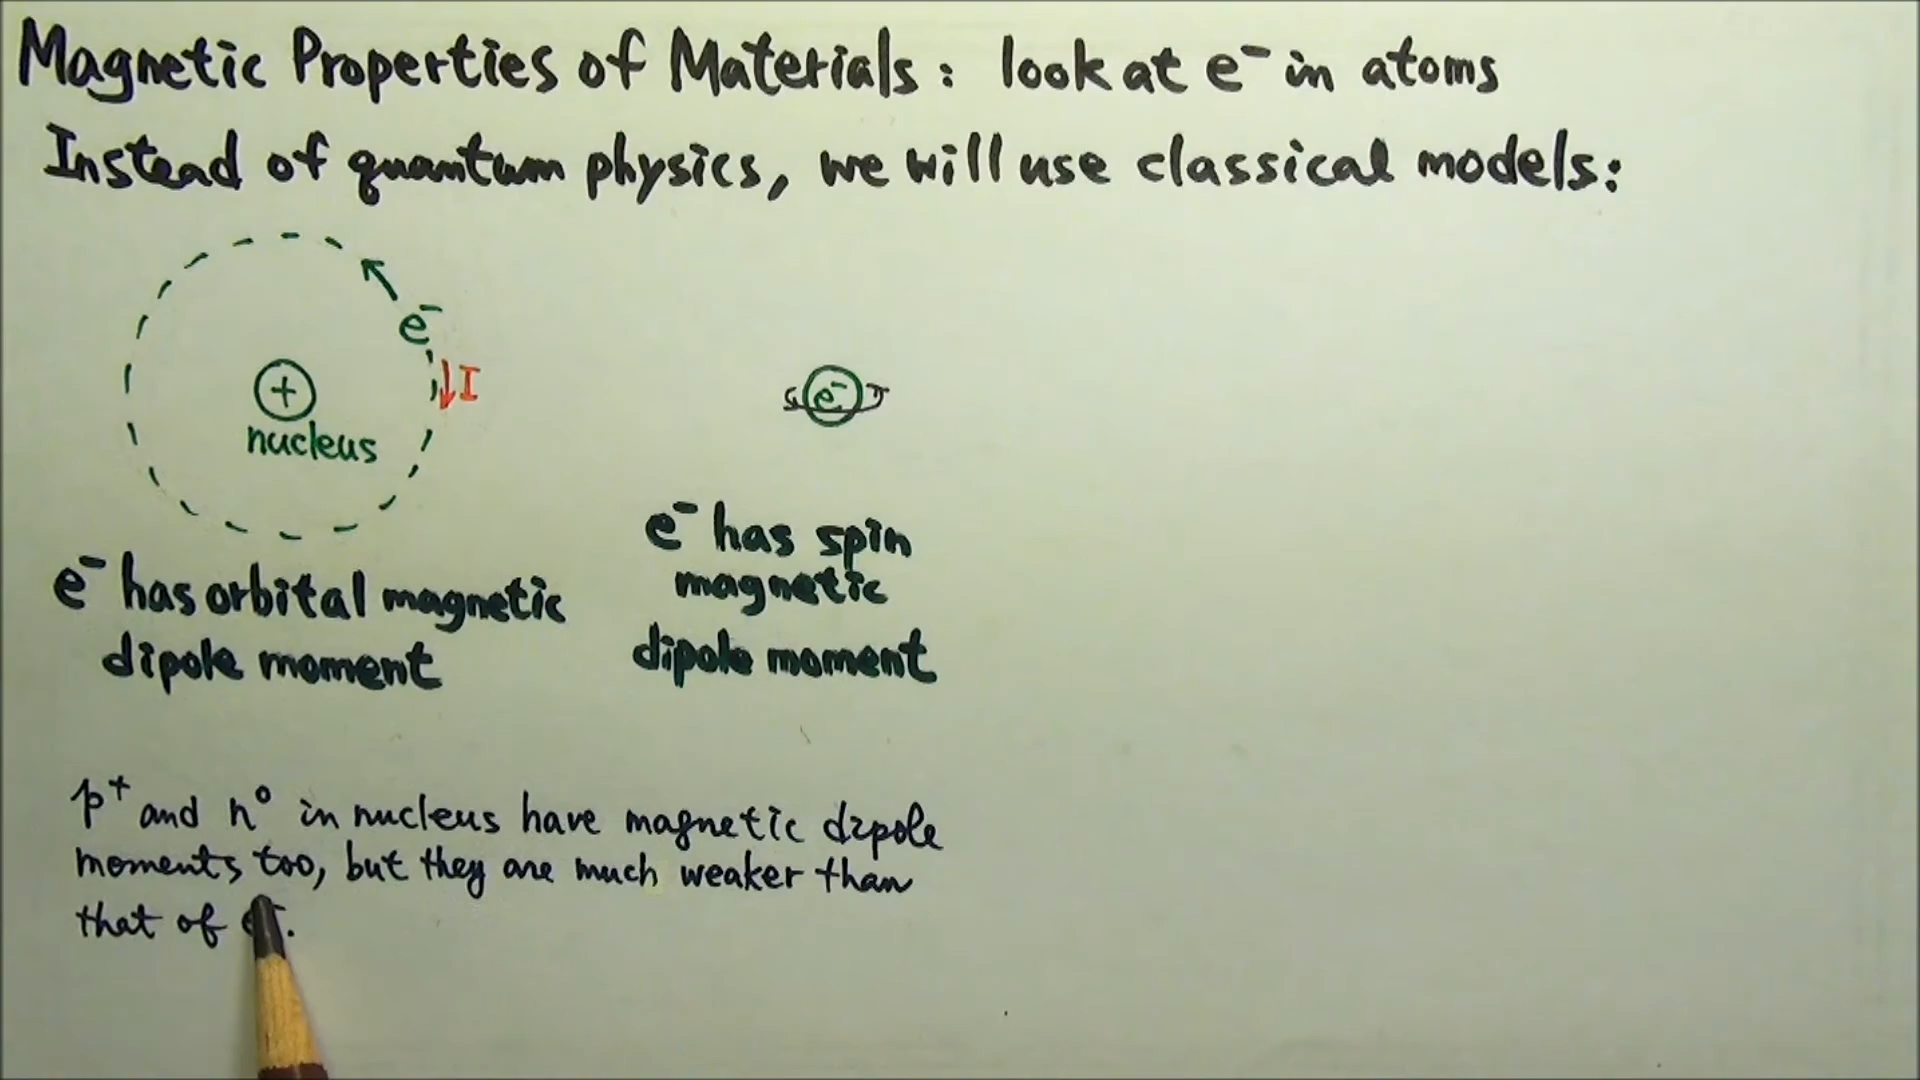 Magnetic Properties of Materials: look at e⁻ in atoms
Instead of quantum physics, we will use classical models:
e⁻
I
+
nucleus
e⁻
e⁻ has orbital magnetic
dipole moment
e⁻ has spin
magnetic
dipole moment
p⁺ and n⁰ in nucleus have magnetic dipole
moments too, but they are much weaker than
that of e⁻.